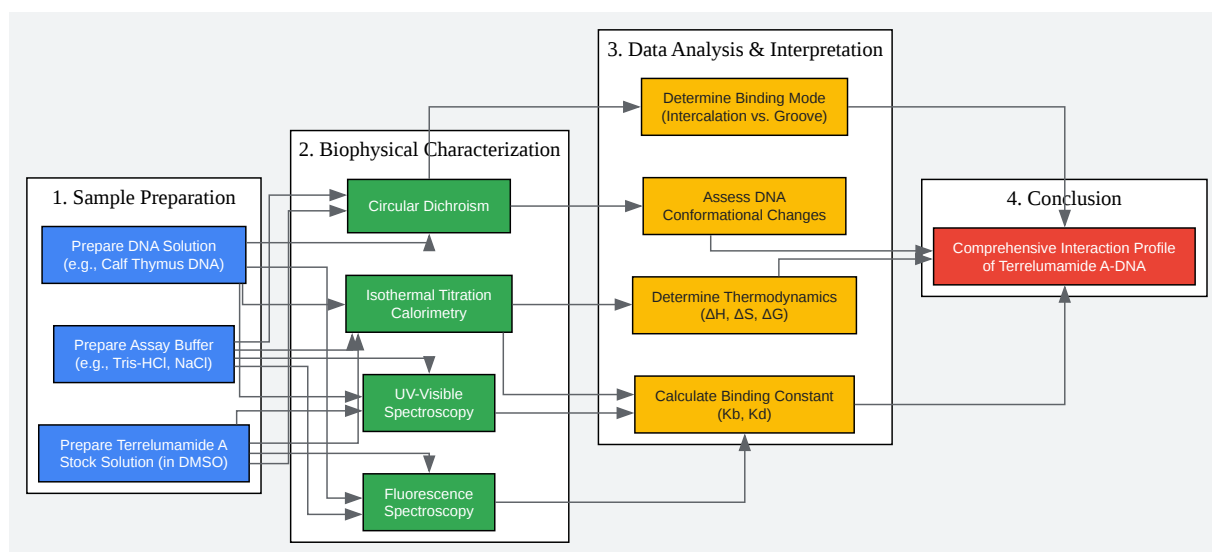 1. Sample Preparation
Prepare DNA Solution
(e.g., Calf Thymus DNA)
Prepare Assay Buffer
(e.g., Tris-HCl, NaCl)
Prepare Terrelumamide A
Stock Solution (in DMSO)
2. Biophysical Characterization
Circular Dichroism
Isothermal Titration
Calorimetry
UV-Visible
Spectroscopy
Fluorescence
Spectroscopy
3. Data Analysis & Interpretation
Determine Binding Mode
(Intercalation vs. Groove)
Assess DNA
Conformational Changes
Determine Thermodynamics
(ΔH, ΔS, ΔG)
Calculate Binding Constant
(Kb, Kd)
4. Conclusion
Comprehensive Interaction Profile
of Terrelumamide A-DNA